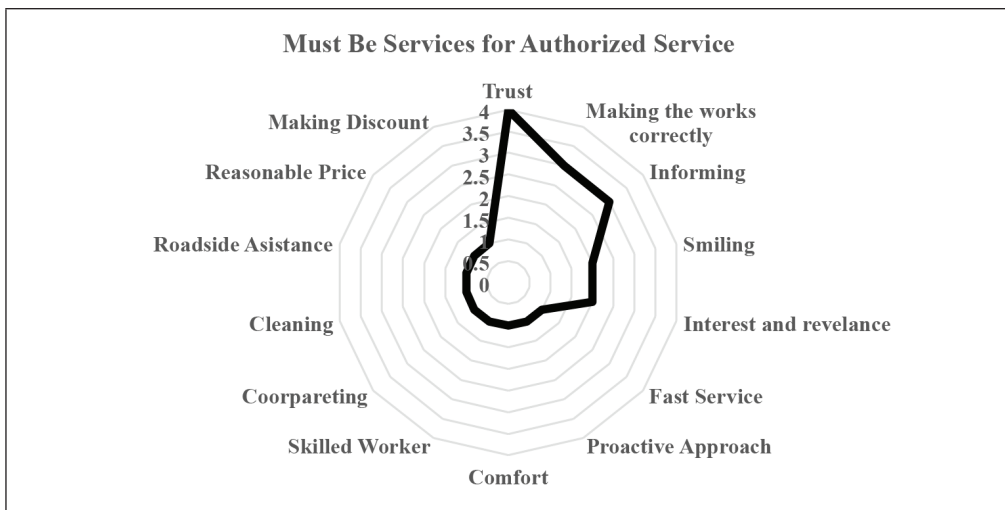 Must Be Services for Authorized Service
Trust
Making the works
correctly
Informing
Smiling
Interest and revelance
Fast Service
Proactive Approach
Comfort
Skilled Worker
Coorpareting
Cleaning
Roadside Asistance
Reasonable Price
Making Discount
4
3.5
3
2.5
2
1.5
1
0.5
0